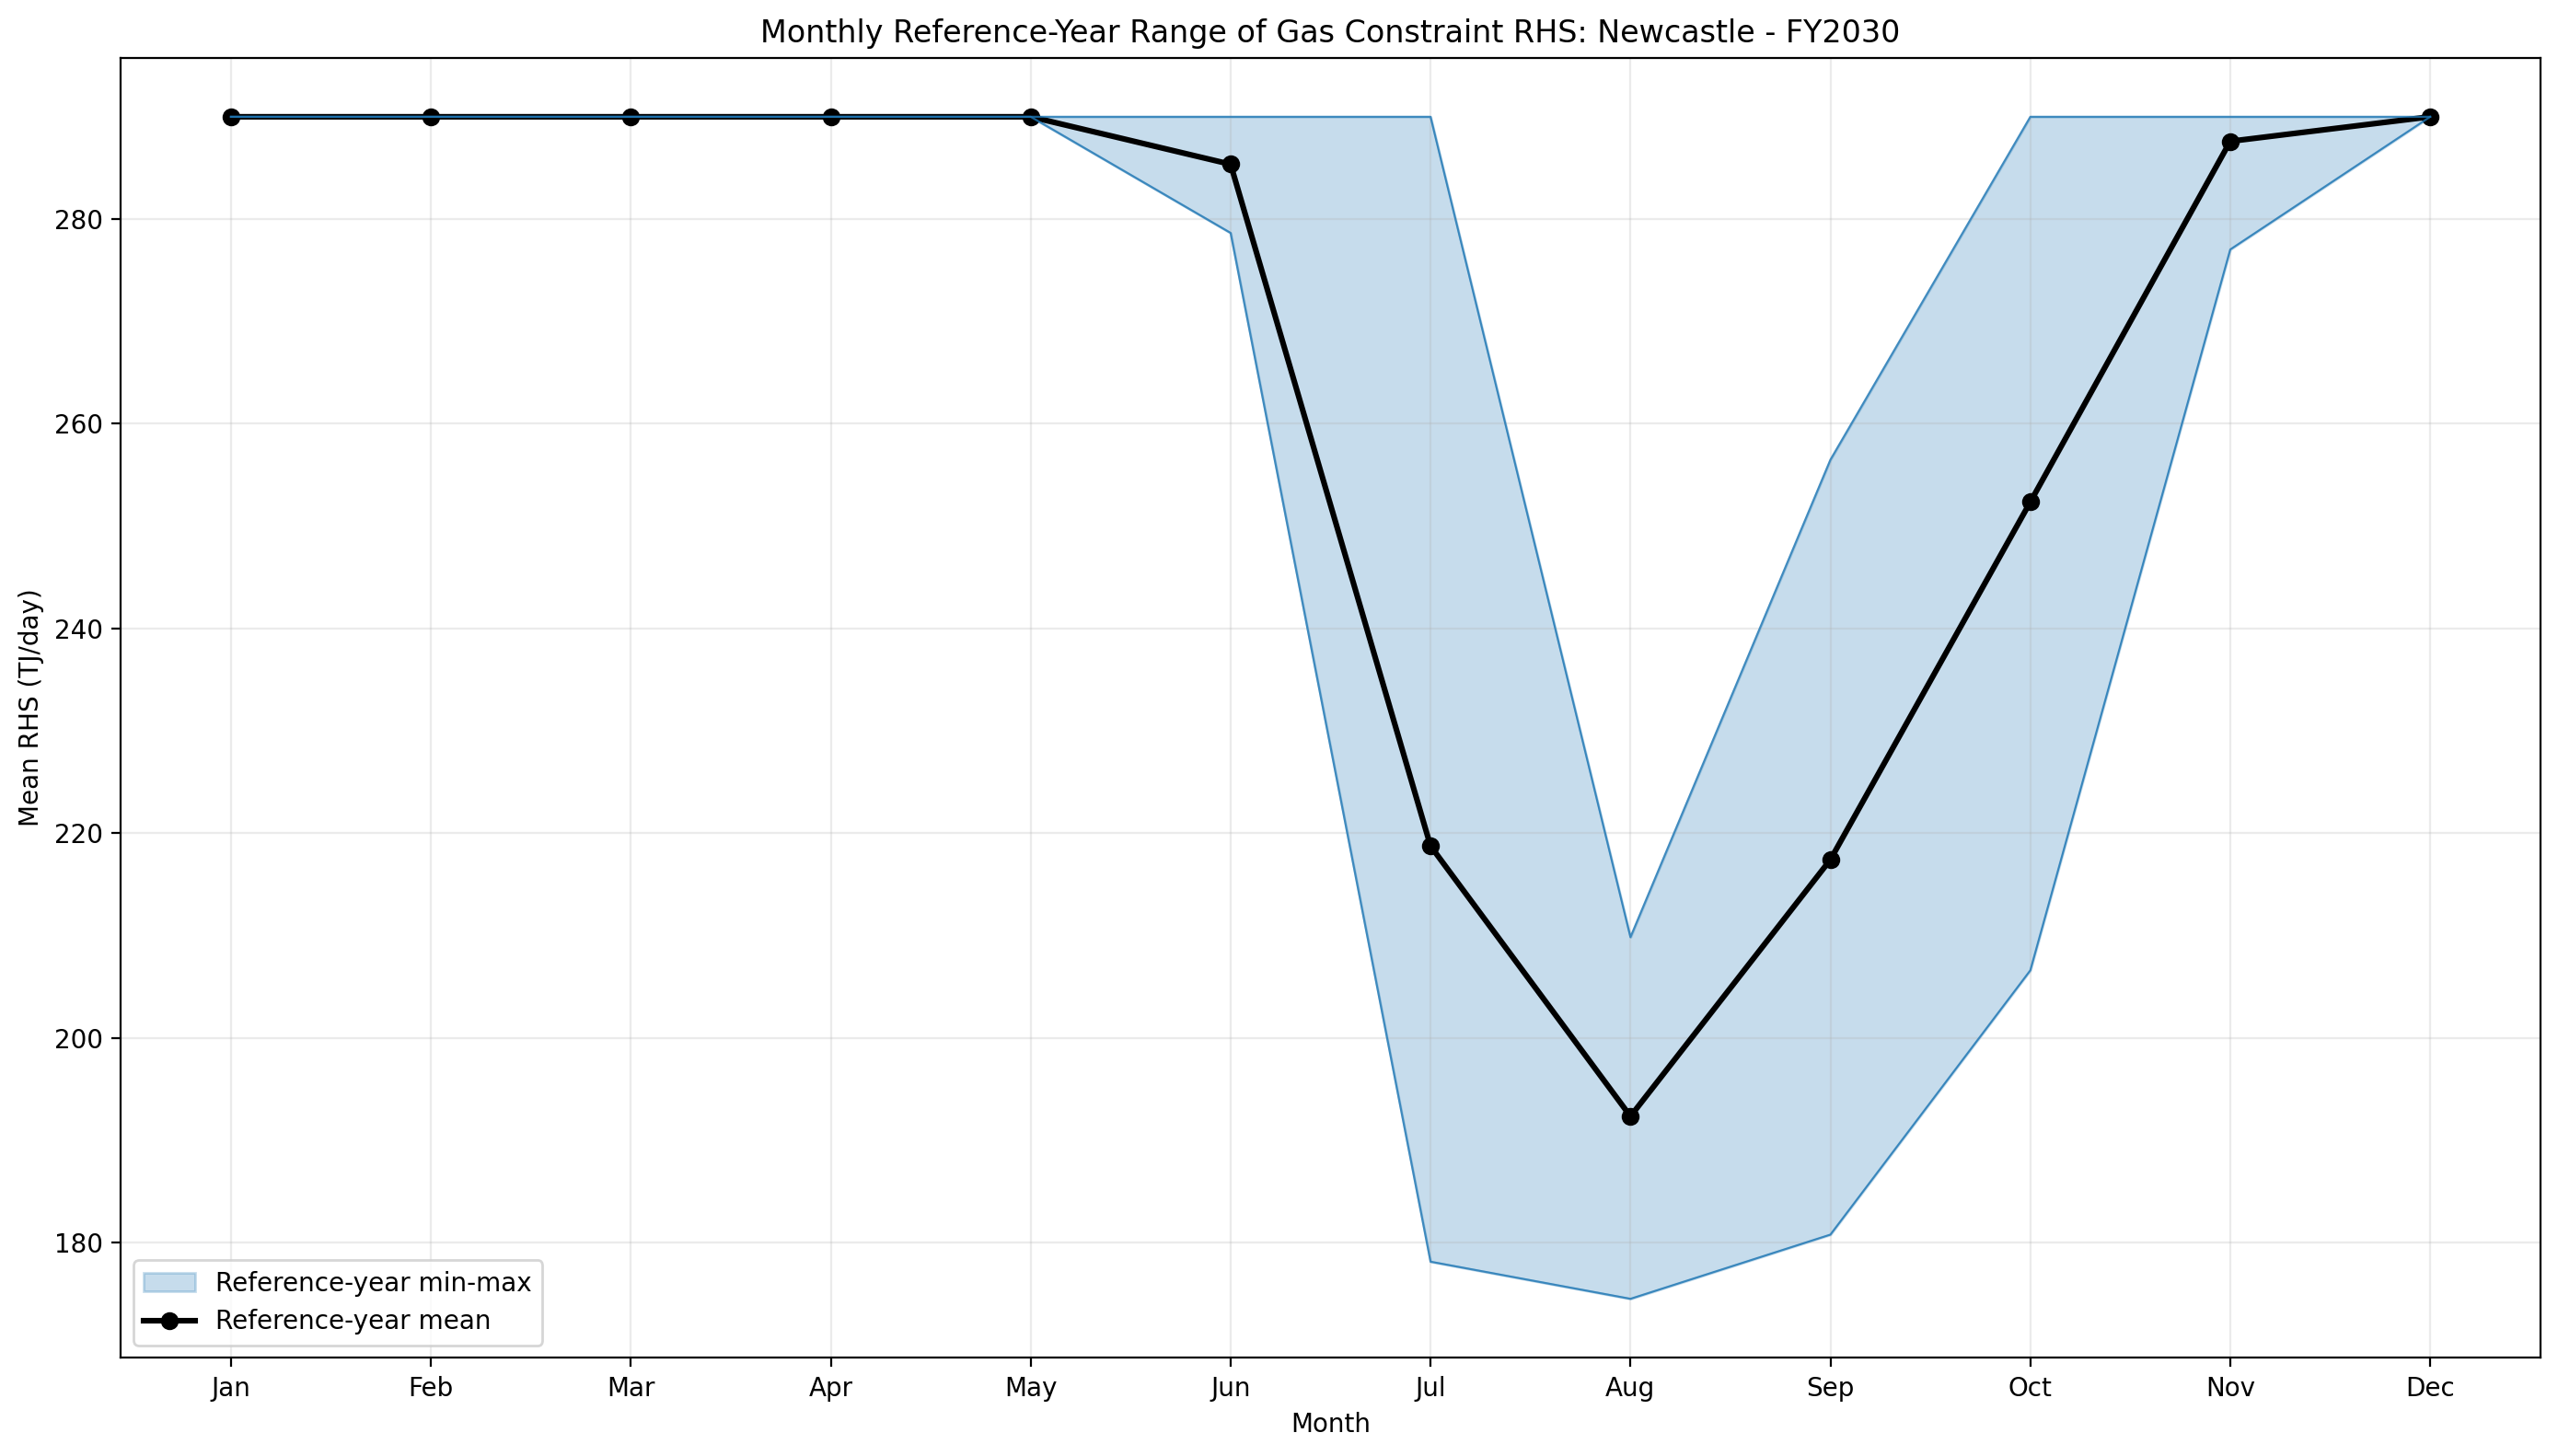 Monthly Reference-Year Range of Gas Constraint RHS: Newcastle - FY2030
Mean RHS (TJ/day)
280
260
240
220
200
180
Reference-year min-max
Reference-year mean
Jan Feb Mar Apr May Jun Jul Aug Sep Oct Nov Dec
Month